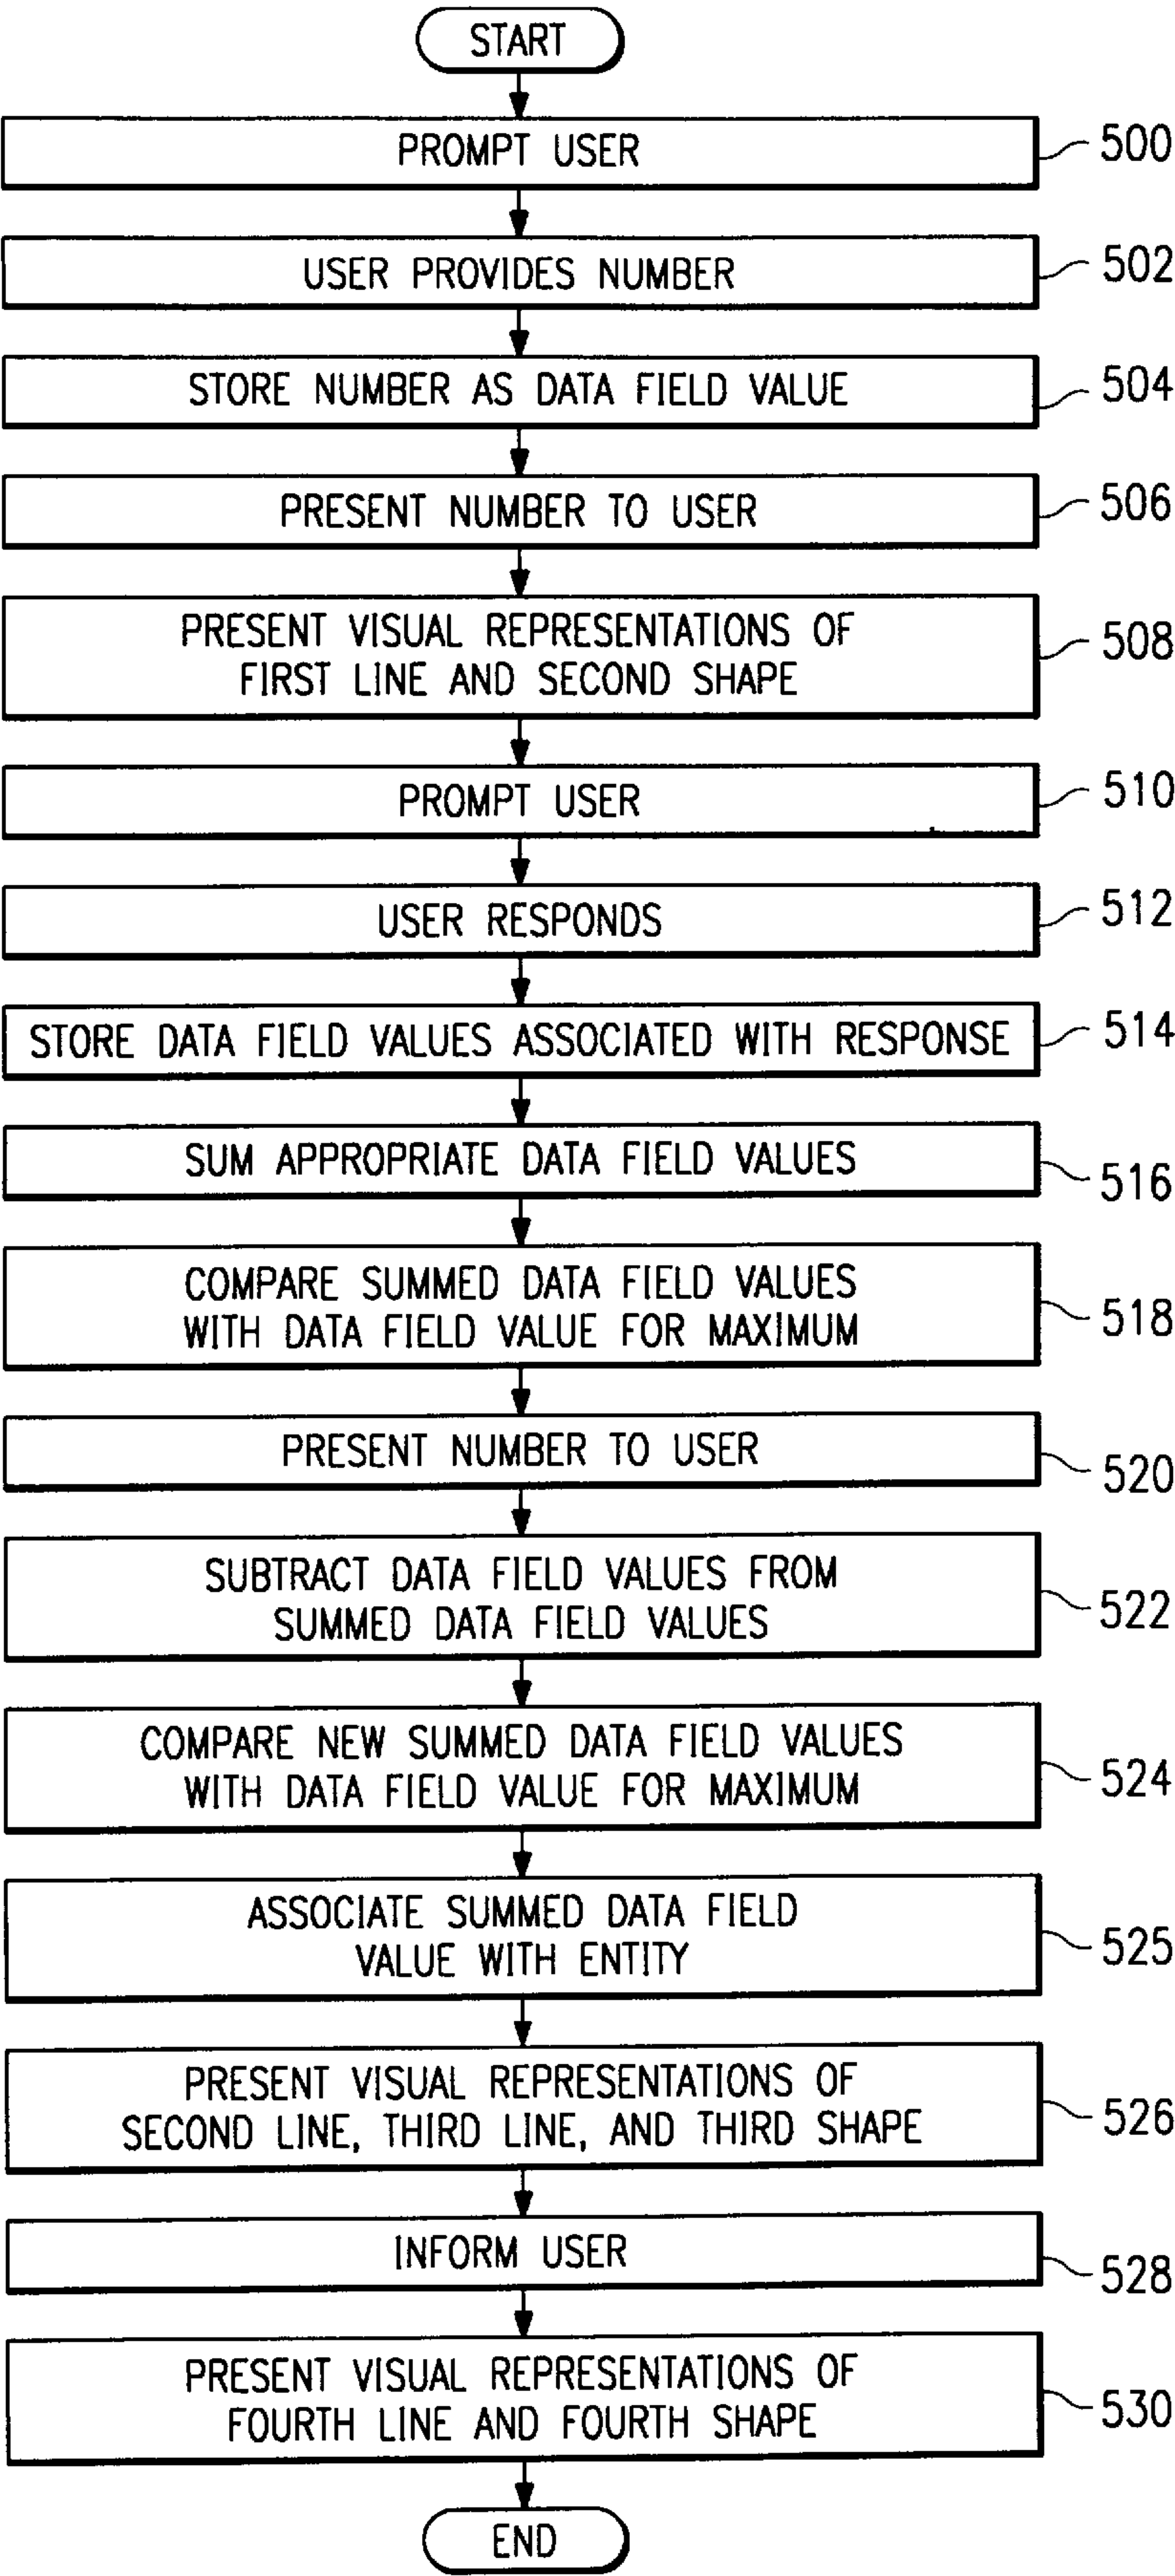 START
PROMPT USER
500
USER PROVIDES NUMBER
502
STORE NUMBER AS DATA FIELD VALUE
504
PRESENT NUMBER TO USER
506
PRESENT VISUAL REPRESENTATIONS OF
FIRST LINE AND SECOND SHAPE
508
PROMPT USER
510
USER RESPONDS
512
STORE DATA FIELD VALUES ASSOCIATED WITH RESPONSE
514
SUM APPROPRIATE DATA FIELD VALUES
516
COMPARE SUMMED DATA FIELD VALUES
WITH DATA FIELD VALUE FOR MAXIMUM
518
PRESENT NUMBER TO USER
520
SUBTRACT DATA FIELD VALUES FROM
SUMMED DATA FIELD VALUES
522
COMPARE NEW SUMMED DATA FIELD VALUES
WITH DATA FIELD VALUE FOR MAXIMUM
524
ASSOCIATE SUMMED DATA FIELD
VALUE WITH ENTITY
525
PRESENT VISUAL REPRESENTATIONS OF
SECOND LINE, THIRD LINE, AND THIRD SHAPE
526
INFORM USER
528
PRESENT VISUAL REPRESENTATIONS OF
FOURTH LINE AND FOURTH SHAPE
530
END